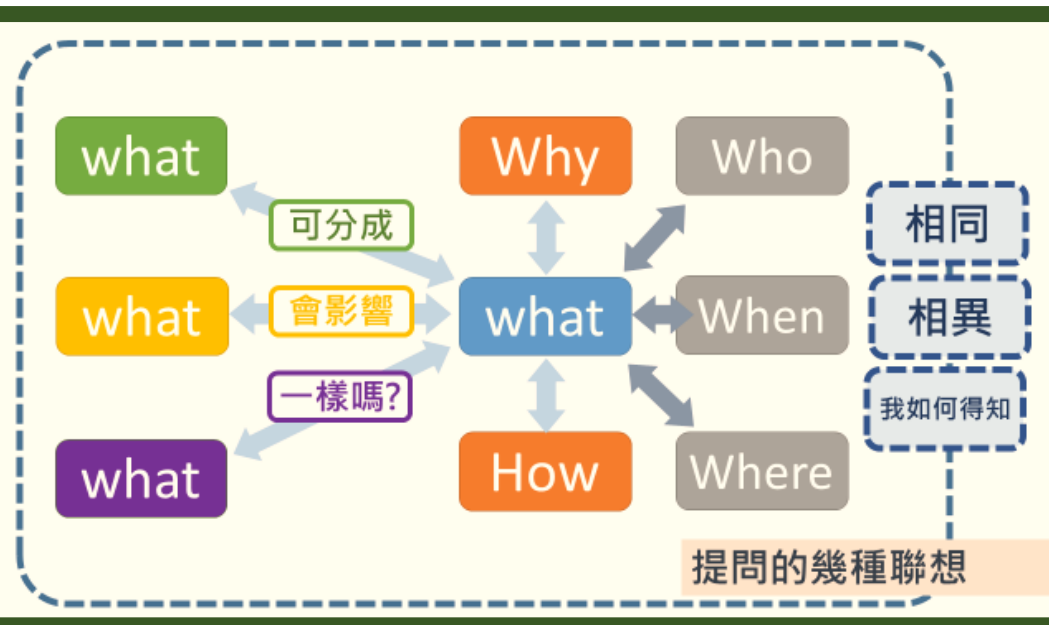 what
Why
Who
可分成
相同
what
會影響
what
When
相異
一樣嗎?
我如何得知
what
How
Where
提問的幾種聯想